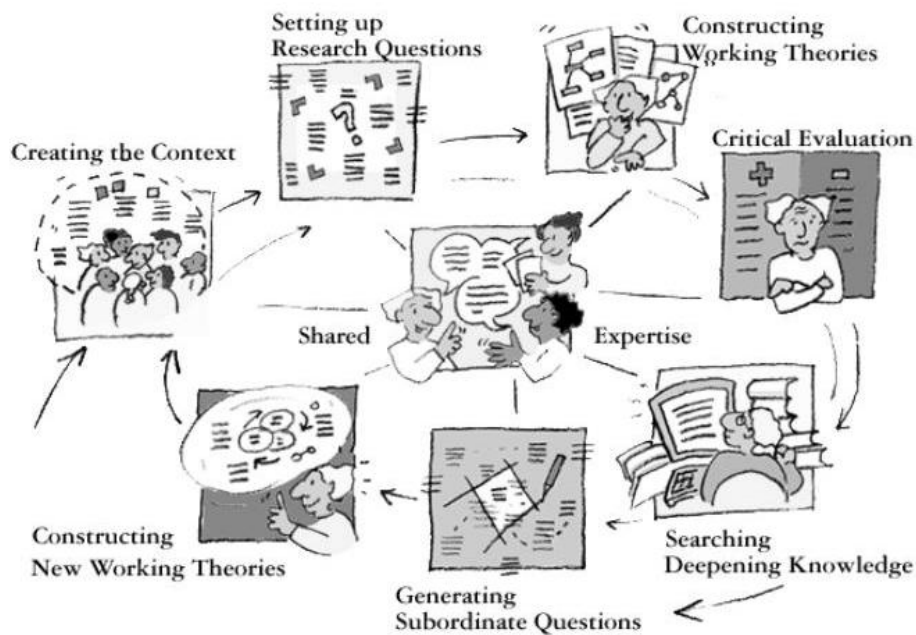 Setting up
Research Questions
Constructing
Working Theories
Creating the Context
Critical Evaluation
Shared
Expertise
Searching
Deepening Knowledge
Generating
Subordinate Questions
Constructing
New Working Theories